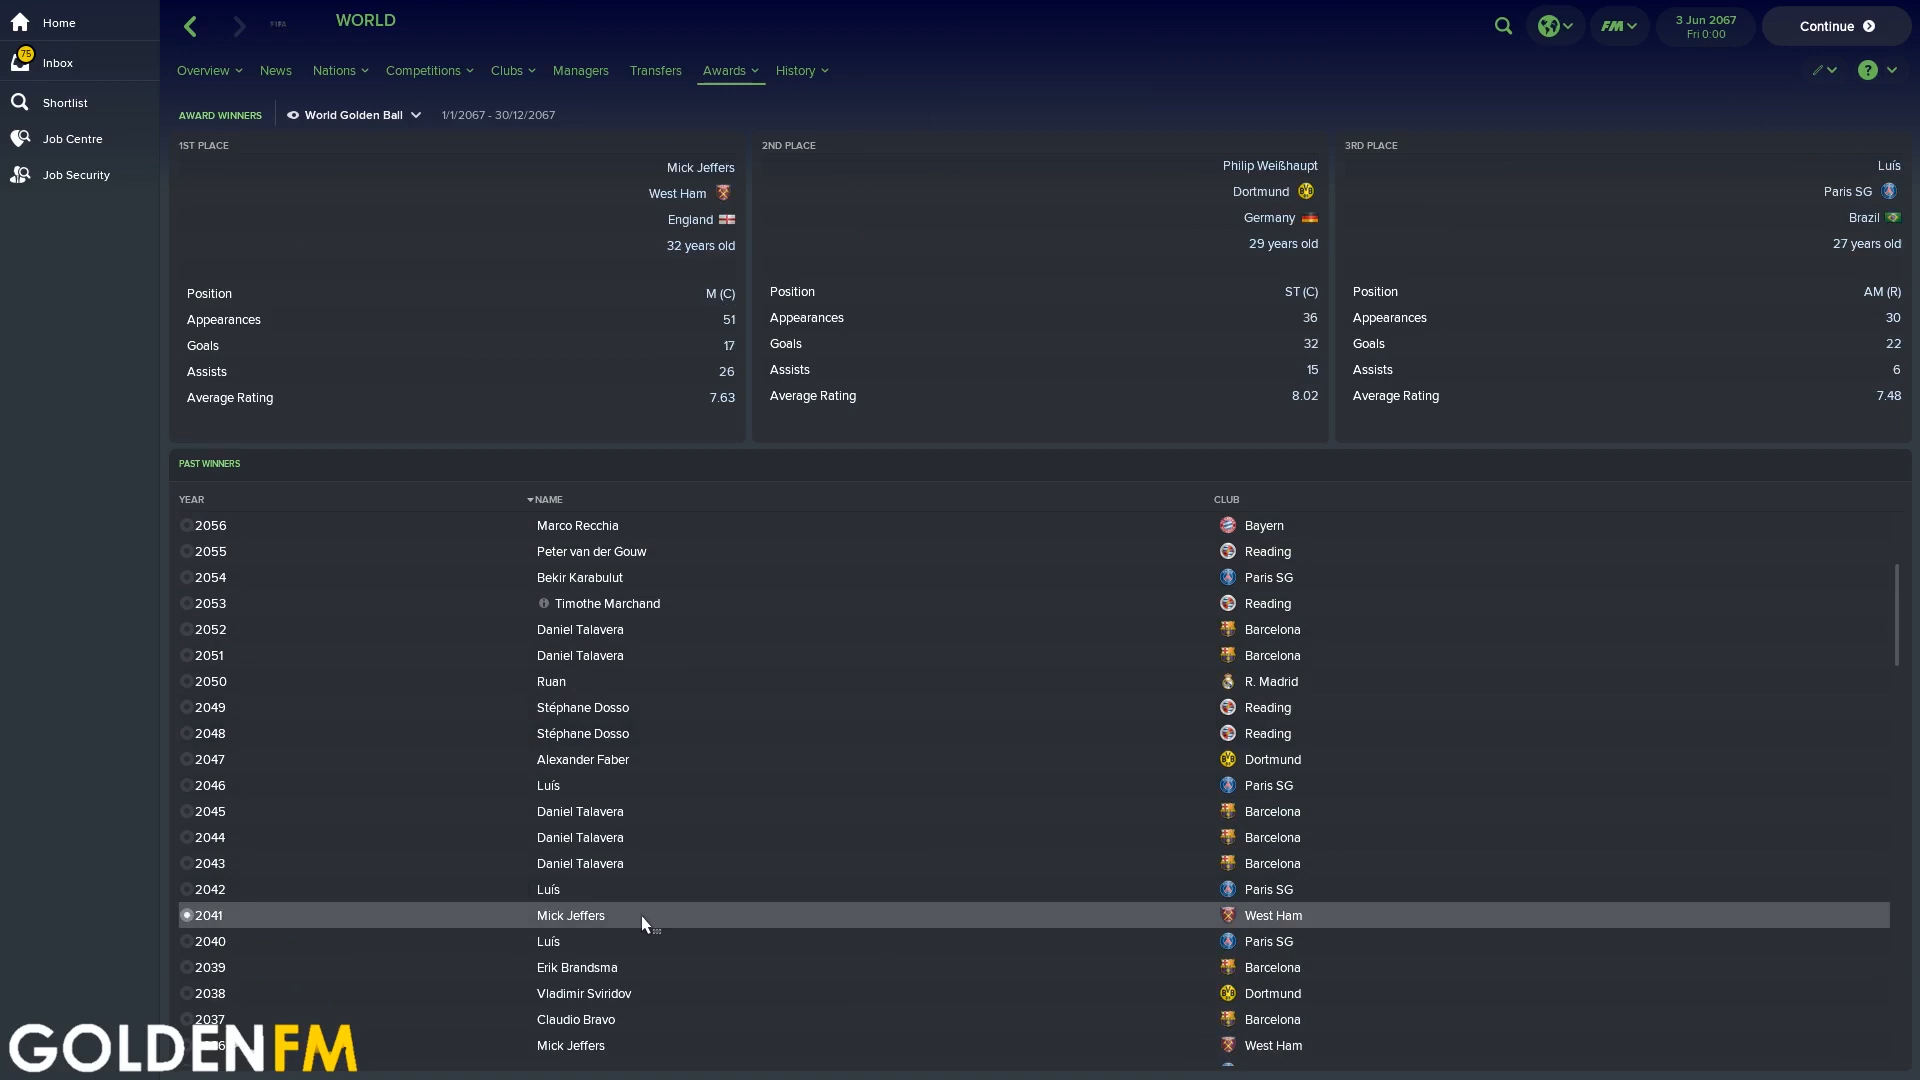 Home
75
Inbox
Shortlist
Job Centre
Job Security
FIFA
WORLD
FM
3 Jun 2067
Fri 0:00
Continue
Overview News Nations Competitions Clubs Managers Transfers Awards History
?
AWARD WINNERS World Golden Ball 1/1/2067 - 30/12/2067
1ST PLACE
Mick Jeffers
West Ham
England
32 years old
Position M (C)
Appearances 51
Goals 17
Assists 26
Average Rating 7.63
2ND PLACE
Philip Weißhaupt
Dortmund
Germany
29 years old
Position ST (C)
Appearances 36
Goals 32
Assists 15
Average Rating 8.02
3RD PLACE
Luís
Paris SG
Brazil
27 years old
Position AM (R)
Appearances 30
Goals 22
Assists 6
Average Rating 7.48
PAST WINNERS
YEAR NAME CLUB
2056 Marco Recchia Bayern
2055 Peter van der Gouw Reading
2054 Bekir Karabulut Paris SG
2053 Timothe Marchand Reading
2052 Daniel Talavera Barcelona
2051 Daniel Talavera Barcelona
2050 Ruan R. Madrid
2049 Stéphane Dosso Reading
2048 Stéphane Dosso Reading
2047 Alexander Faber Dortmund
2046 Luís Paris SG
2045 Daniel Talavera Barcelona
2044 Daniel Talavera Barcelona
2043 Daniel Talavera Barcelona
2042 Luís Paris SG
2041 Mick Jeffers West Ham
2040 Luís Paris SG
2039 Erik Brandsma Barcelona
2038 Vladimir Sviridov Dortmund
2037 Claudio Bravo Barcelona
Mick Jeffers West Ham
GOLDENFM